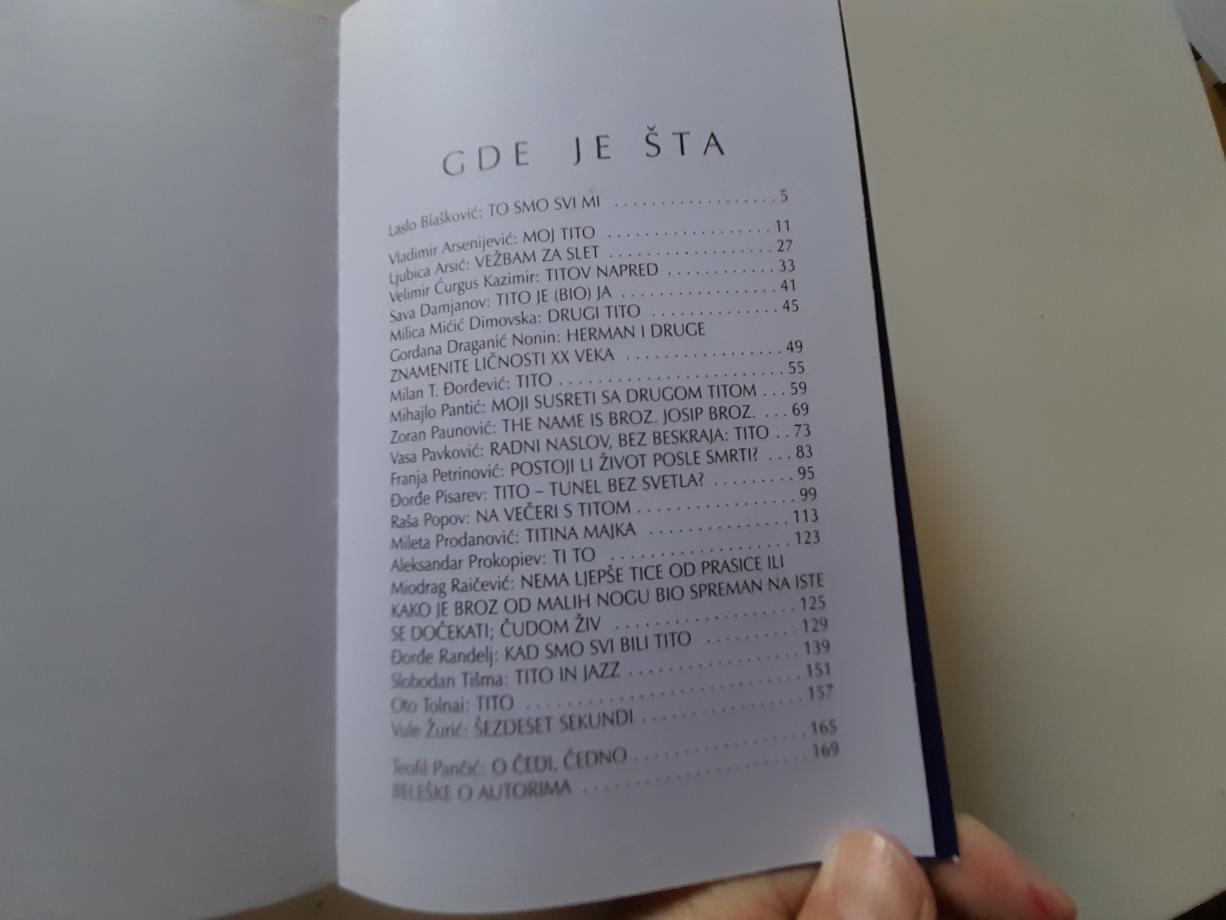 GDE JE ŠTA
Laslo Blašković: TO SMO SVI MI . . . . . . . . . . . . . . . . . . 5
Vladimir Arsenijević: MOJ TITO . . . . . . . . . . . . . . . . . . 11
Ljubica Arsić: VEŽBAM ZA SLET . . . . . . . . . . . . . . . . . . 27
Velimir Ćurgus Kazimir: TITOV NAPRED . . . . . . . . . . . . 33
Sava Damjanov: TITO JE (BIO) JA . . . . . . . . . . . . . . . . . 41
Milica Mićić Dimovska: DRUGI TITO . . . . . . . . . . . . . . 45
Gordana Draganić Nonin: HERMAN I DRUGE
ZNAMENITE LIČNOSTI XX VEKA . . . . . . . . . . . . . . . . . 49
Milan T. Đorđević: TITO . . . . . . . . . . . . . . . . . . . . . . . . 55
Mihajlo Pantić: MOJI SUSRETI SA DRUGOM TITOM . . . 59
Zoran Paunović: THE NAME IS BROZ. JOSIP BROZ. . . . . 69
Vasa Pavković: RADNI NASLOV, BEZ BESKRAJA: TITO . . 73
Franja Petrinović: POSTOJI LI ŽIVOT POSLE SMRTI? . . . 83
Đorđe Pisarev: TITO – TUNEL BEZ SVETLA? . . . . . . . . . 95
Raša Popov: NA VEČERI S TITOM . . . . . . . . . . . . . . . . . 99
Mileta Prodanović: TITINA MAJKA . . . . . . . . . . . . . . . 113
Aleksandar Prokopiev: TI TO . . . . . . . . . . . . . . . . . . . 123
Miodrag Raičević: NEMA LJEPŠE TICE OD PRASICE ILI
KAKO JE BROZ OD MALIH NOGU BIO SPREMAN NA ISTE
SE DOČEKATI; ČUDOM ŽIV . . . . . . . . . . . . . . . . . . . . 125
Đorđe Randelj: KAD SMO SVI BILI TITO . . . . . . . . . . . 129
Slobodan Tišma: TITO IN JAZZ . . . . . . . . . . . . . . . . . . 139
Oto Tolnai: TITO . . . . . . . . . . . . . . . . . . . . . . . . . . . . 151
Vule Žurić: ŠEZDESET SEKUNDI . . . . . . . . . . . . . . . . . 157
Teofil Pančić: O ČEDI, ČEDNO . . . . . . . . . . . . . . . . . . 165
BELEŠKE O AUTORIMA . . . . . . . . . . . . . . . . . . . . . . . 169